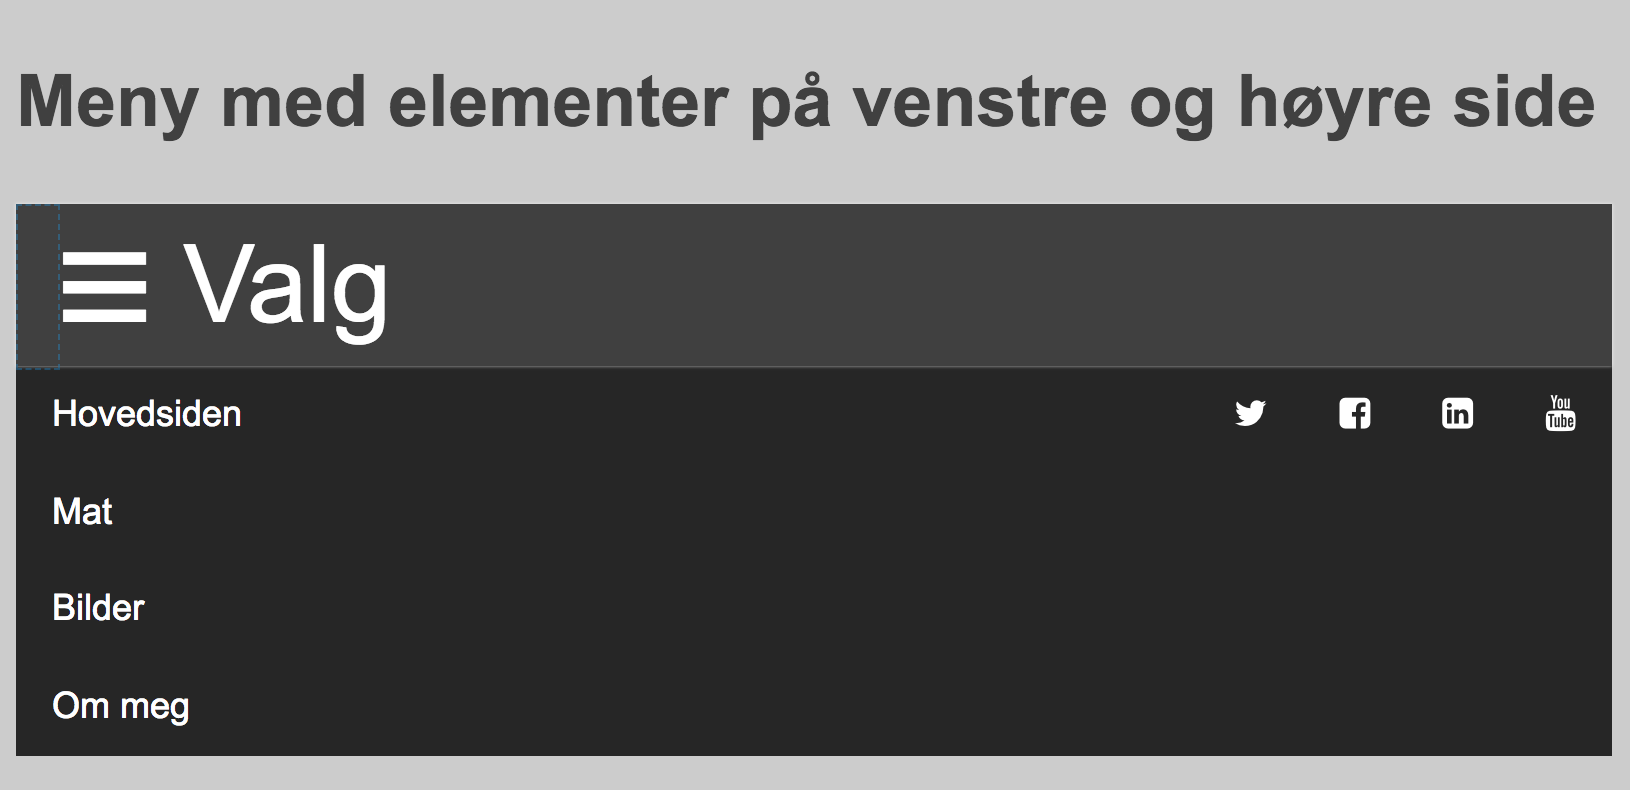 Meny med elementer på venstre og høyre side
Valg
Hovedsiden
You
Tube
Mat
Bilder
Om meg